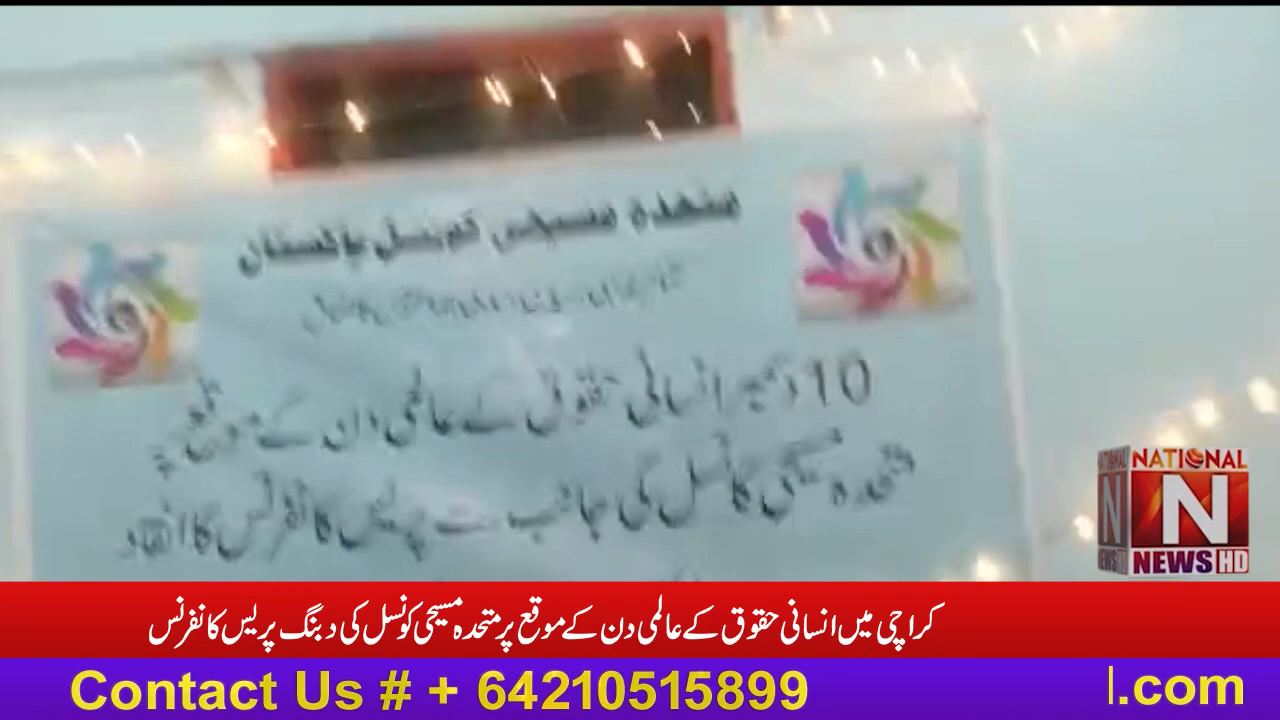 متحدہ مسیحی کونسل پاکستان
10 دسمبر انسانی حقوق کے عالمی دن کے موقع پر
متحدہ مسیحی کانسل کی جانب سے پریس کانفرنس کا انعقاد
NATIONAL
N
NEWS HD
کراچی میں انسانی حقوق کے عالمی دن کے موقع پر متحدہ مسیحی کونسل کی دبنگ پریس کانفرنس
Contact Us # + 64210515899
l.com